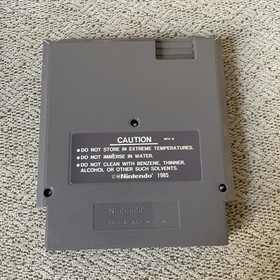 CAUTION REV-A
•DO NOT STORE IN EXTREME TEMPERATURES.
•DO NOT IMMERSE IN WATER.
•DO NOT CLEAN WITH BENZENE, THINNER,
ALCOHOL OR OTHER SUCH SOLVENTS.
©®Nintendo® 1985
Nintendo®